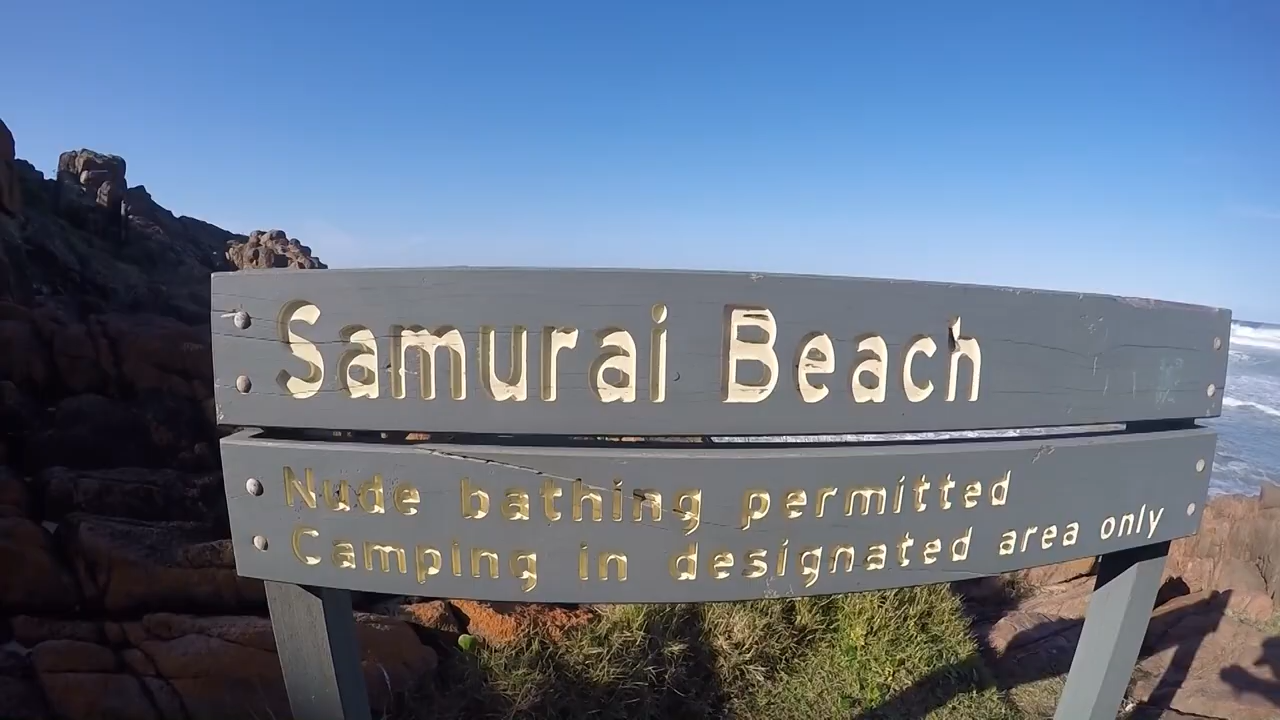 Samurai Beach
Nude bathing permitted
Camping in designated area only